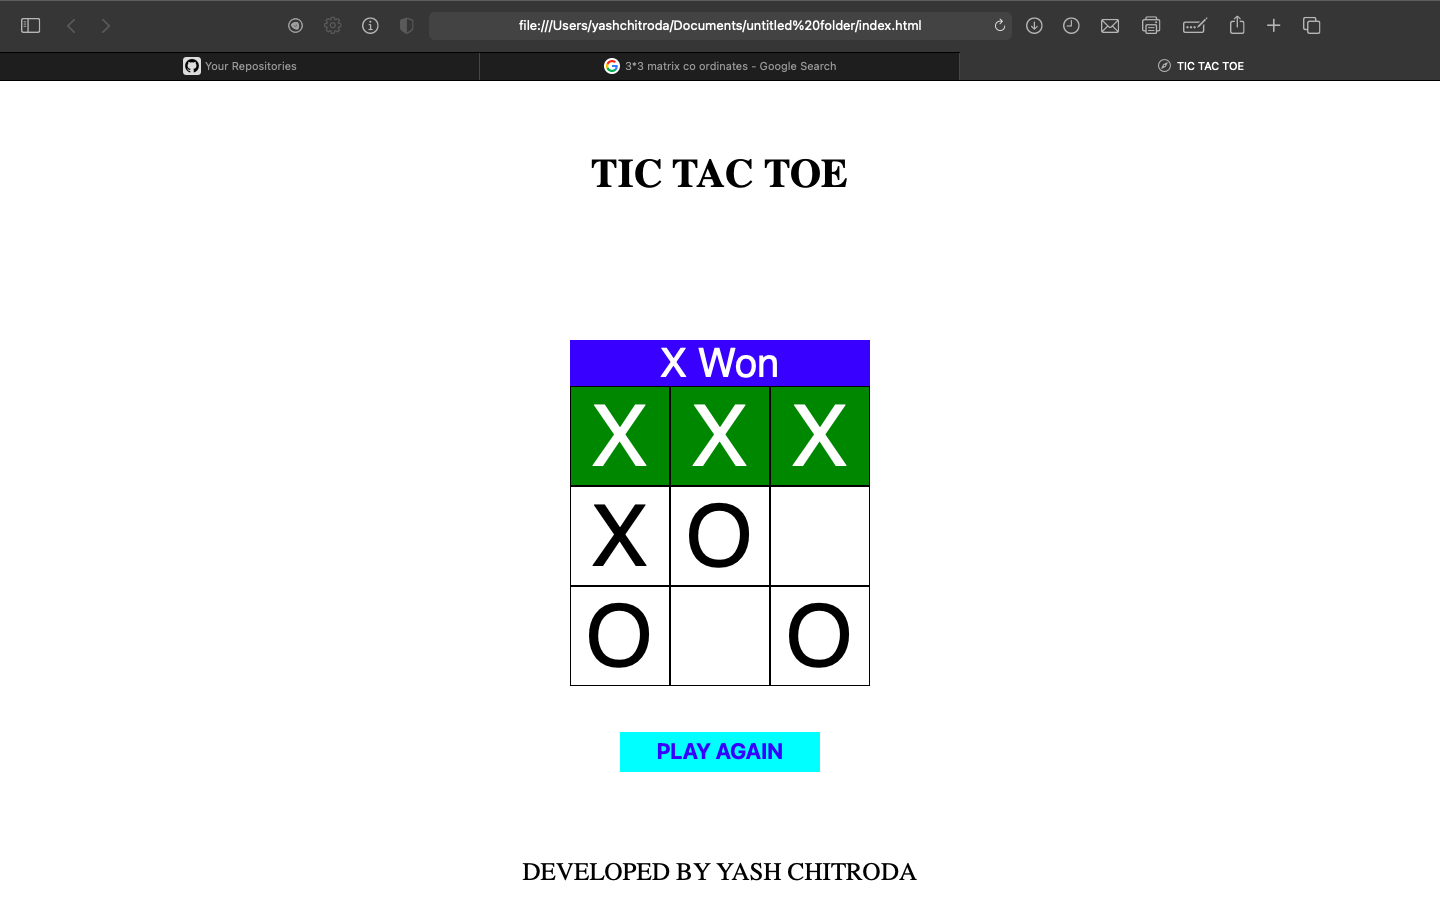 file:///Users/yashchitroda/Documents/untitled%20folder/index.html
Your Repositories
3*3 matrix co ordinates - Google Search
TIC TAC TOE
TIC TAC TOE
X Won
X X X
X O
O O
PLAY AGAIN
DEVELOPED BY YASH CHITRODA